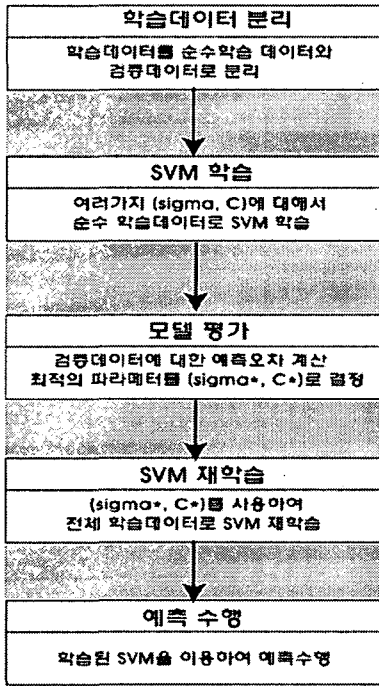 학습데이터 분리
학습데이터를 순수학습 데이터와
검증데이터로 분리
SVM 학습
여러가지 (sigma, C)에 대해서
순수 학습데이터로 SVM 학습
모델 평가
검증데이터에 대한 예측오차 계산
최적의 파라메터를 (sigma*, C*)로 결정
SVM 재학습
(sigma*, C*)를 사용하여
전체 학습데이터로 SVM 재학습
예측 수행
학습된 SVM을 이용하여 예측수행